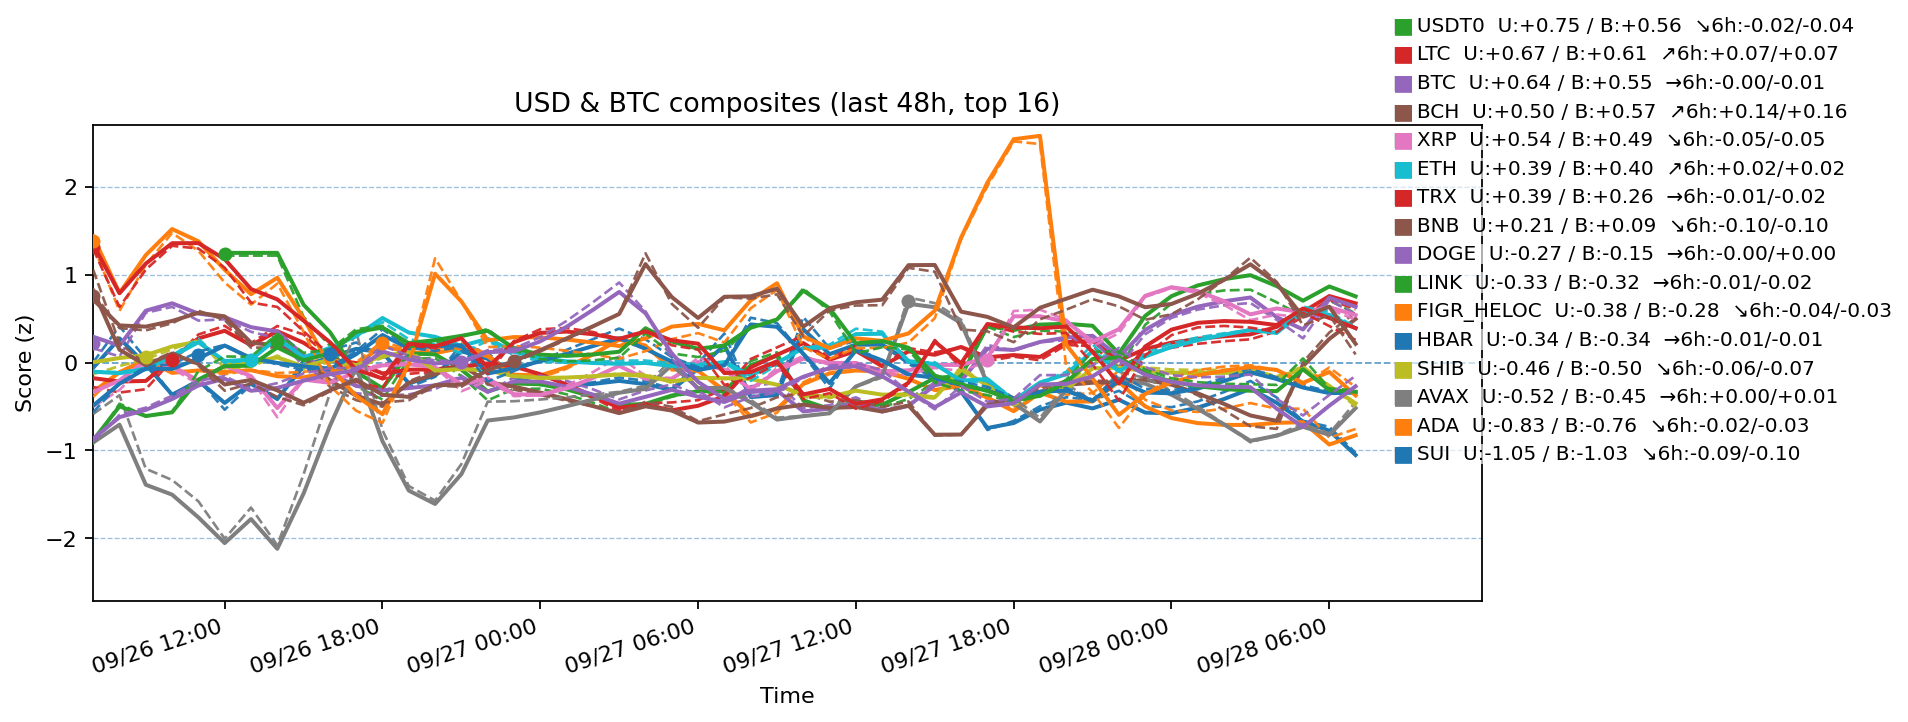 USDT0 U:+0.75 / B:+0.56 ↘6h:-0.02/-0.04
LTC U:+0.67 / B:+0.61 ↗6h:+0.07/+0.07
BTC U:+0.64 / B:+0.55 →6h:-0.00/-0.01
USD & BTC composites (last 48h, top 16)
BCH U:+0.50 / B:+0.57 ↗6h:+0.14/+0.16
XRP U:+0.54 / B:+0.49 ↘6h:-0.05/-0.05
ETH U:+0.39 / B:+0.40 ↗6h:+0.02/+0.02
TRX U:+0.39 / B:+0.26 →6h:-0.01/-0.02
BNB U:+0.21 / B:+0.09 ↘6h:-0.10/-0.10
DOGE U:-0.27 / B:-0.15 →6h:-0.00/+0.00
LINK U:-0.33 / B:-0.32 →6h:-0.01/-0.02
FIGR_HELOC U:-0.38 / B:-0.28 ↘6h:-0.04/-0.03
HBAR U:-0.34 / B:-0.34 →6h:-0.01/-0.01
SHIB U:-0.46 / B:-0.50 ↘6h:-0.06/-0.07
AVAX U:-0.52 / B:-0.45 →6h:+0.00/+0.01
ADA U:-0.83 / B:-0.76 ↘6h:-0.02/-0.03
SUI U:-1.05 / B:-1.03 ↘6h:-0.09/-0.10
Score (z)
2
1
0
−1
−2
09/26 12:00
09/26 18:00
09/27 00:00
09/27 06:00
09/27 12:00
09/27 18:00
09/28 00:00
09/28 06:00
Time